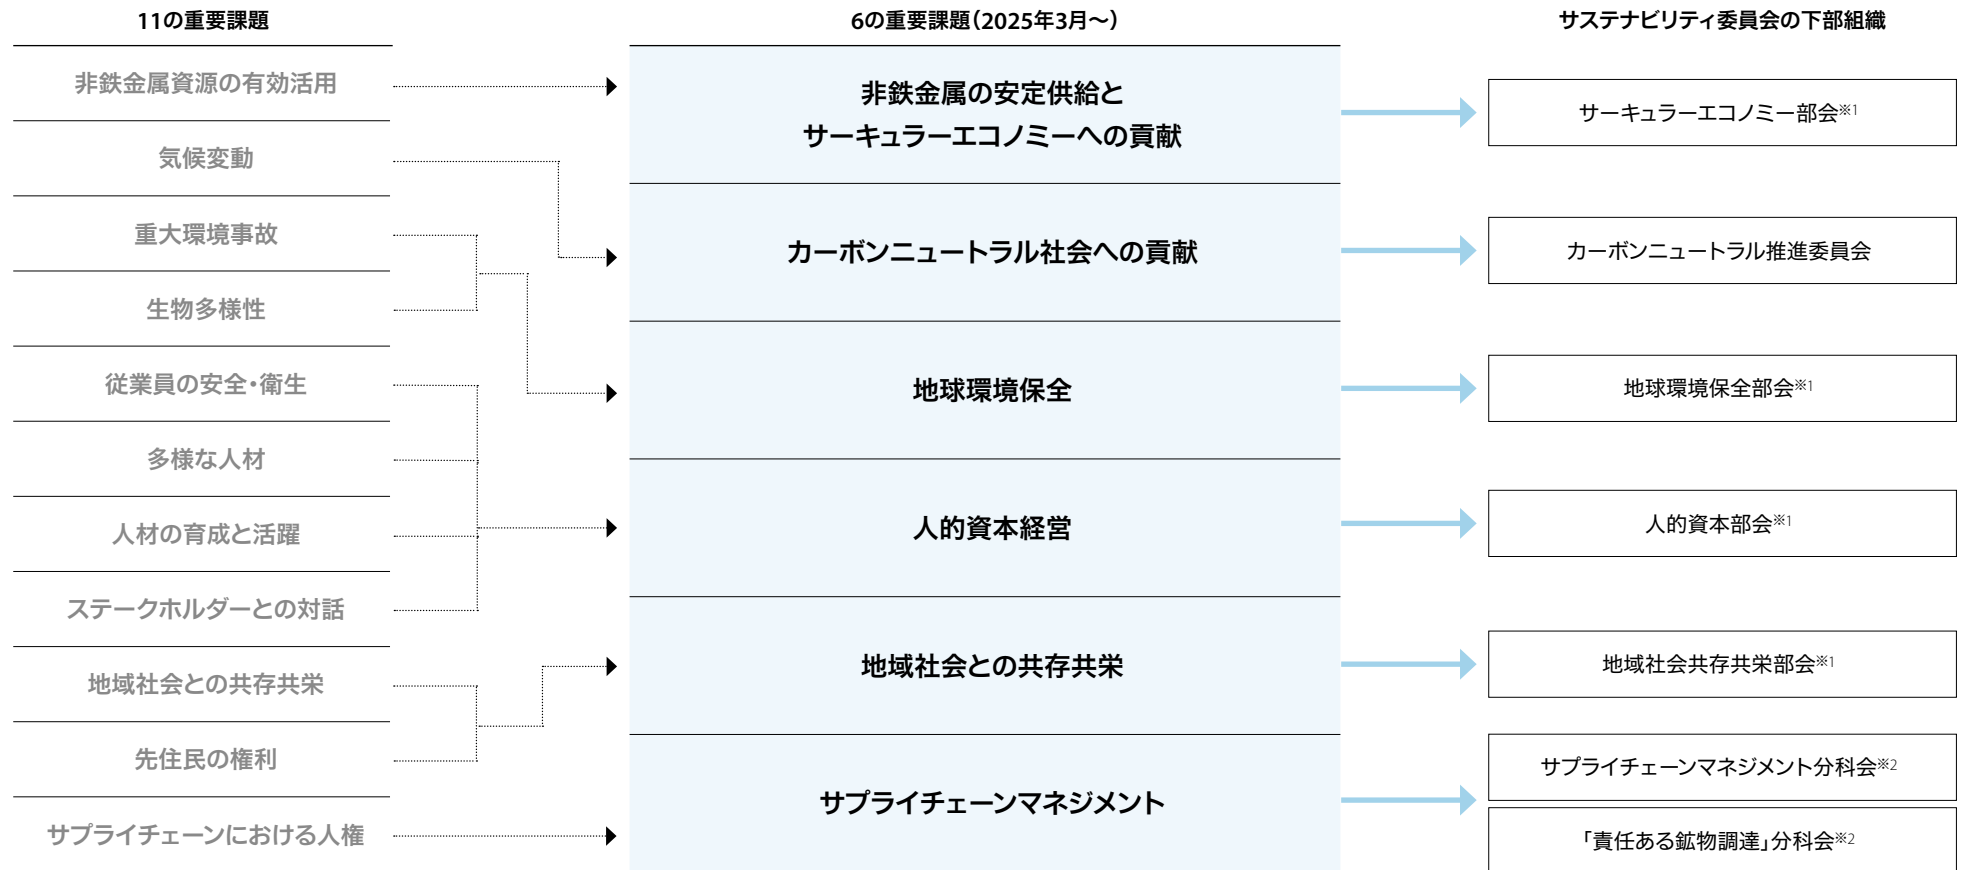 11の重要課題
非鉄金属資源の有効活用
気候変動
重大環境事故
生物多様性
従業員の安全・衛生
多様な人材
人材の育成と活躍
ステークホルダーとの対話
地域社会との共存共栄
先住民の権利
サプライチェーンにおける人権
6の重要課題（2025年3月～）
非鉄金属の安定供給と
サーキュラーエコノミーへの貢献
カーボンニュートラル社会への貢献
地球環境保全
人的資本経営
地域社会との共存共栄
サプライチェーンマネジメント
サステナビリティ委員会の下部組織
サーキュラーエコノミー部会※1
カーボンニュートラル推進委員会
地球環境保全部会※1
人的資本部会※1
地域社会共存共栄部会※1
サプライチェーンマネジメント分科会※2
「責任ある鉱物調達」分科会※2